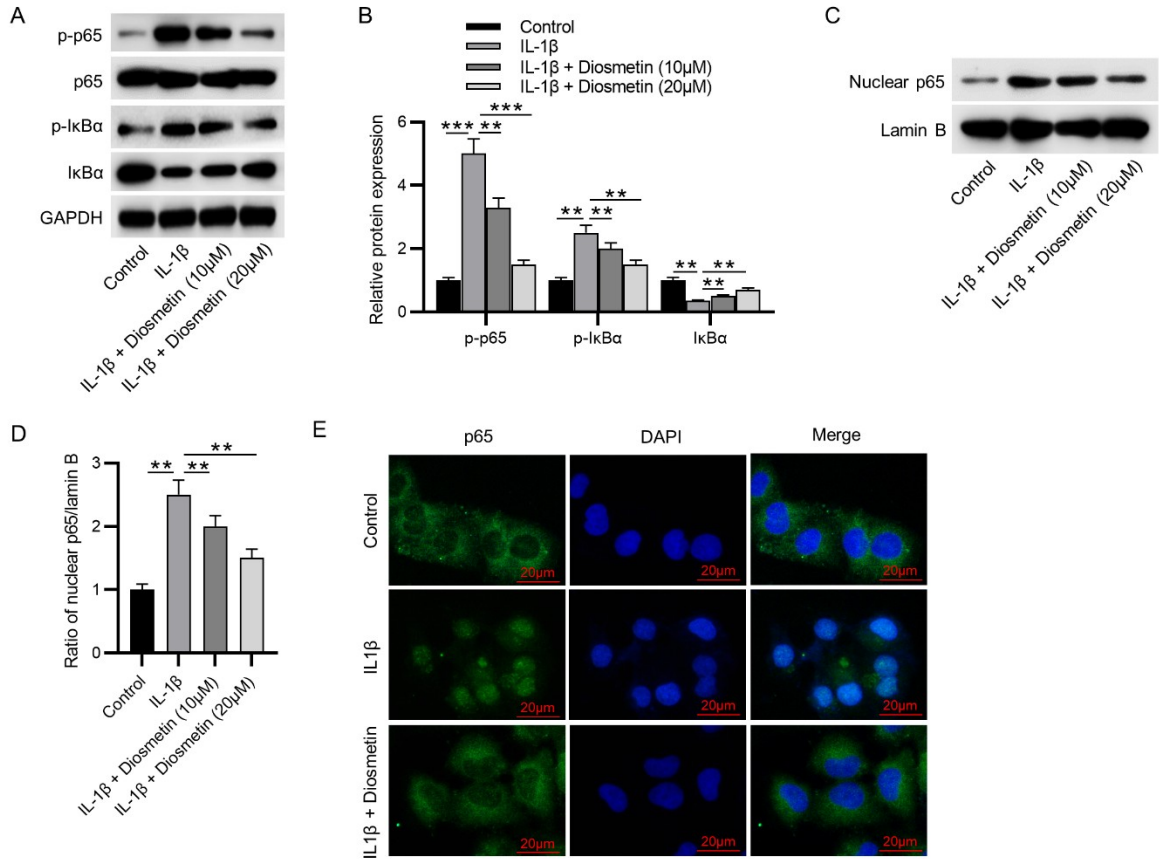 A
p-p65
p65
p-IκBα
IκBα
GAPDH
Control
IL-1β
IL-1β + Diosmetin (10μM)
IL-1β + Diosmetin (20μM)
B
Control
IL-1β
IL-1β + Diosmetin (10μM)
IL-1β + Diosmetin (20μM)
Relative protein expression
6
4
2
0
*** ** ***
** ** **
** ** **
p-p65
p-IκBα
IκBα
C
Nuclear p65
Lamin B
Control
IL-1β
IL-1β + Diosmetin (10μM)
IL-1β + Diosmetin (20μM)
D
Ratio of nuclear p65/lamin B
3
2
1
0
** ** **
Control
IL-1β
IL-1β + Diosmetin (10μM)
IL-1β + Diosmetin (20μM)
E
p65
DAPI
Merge
Control
20μm
20μm
20μm
IL1β
20μm
20μm
20μm
IL1β + Diosmetin
20μm
20μm
20μm